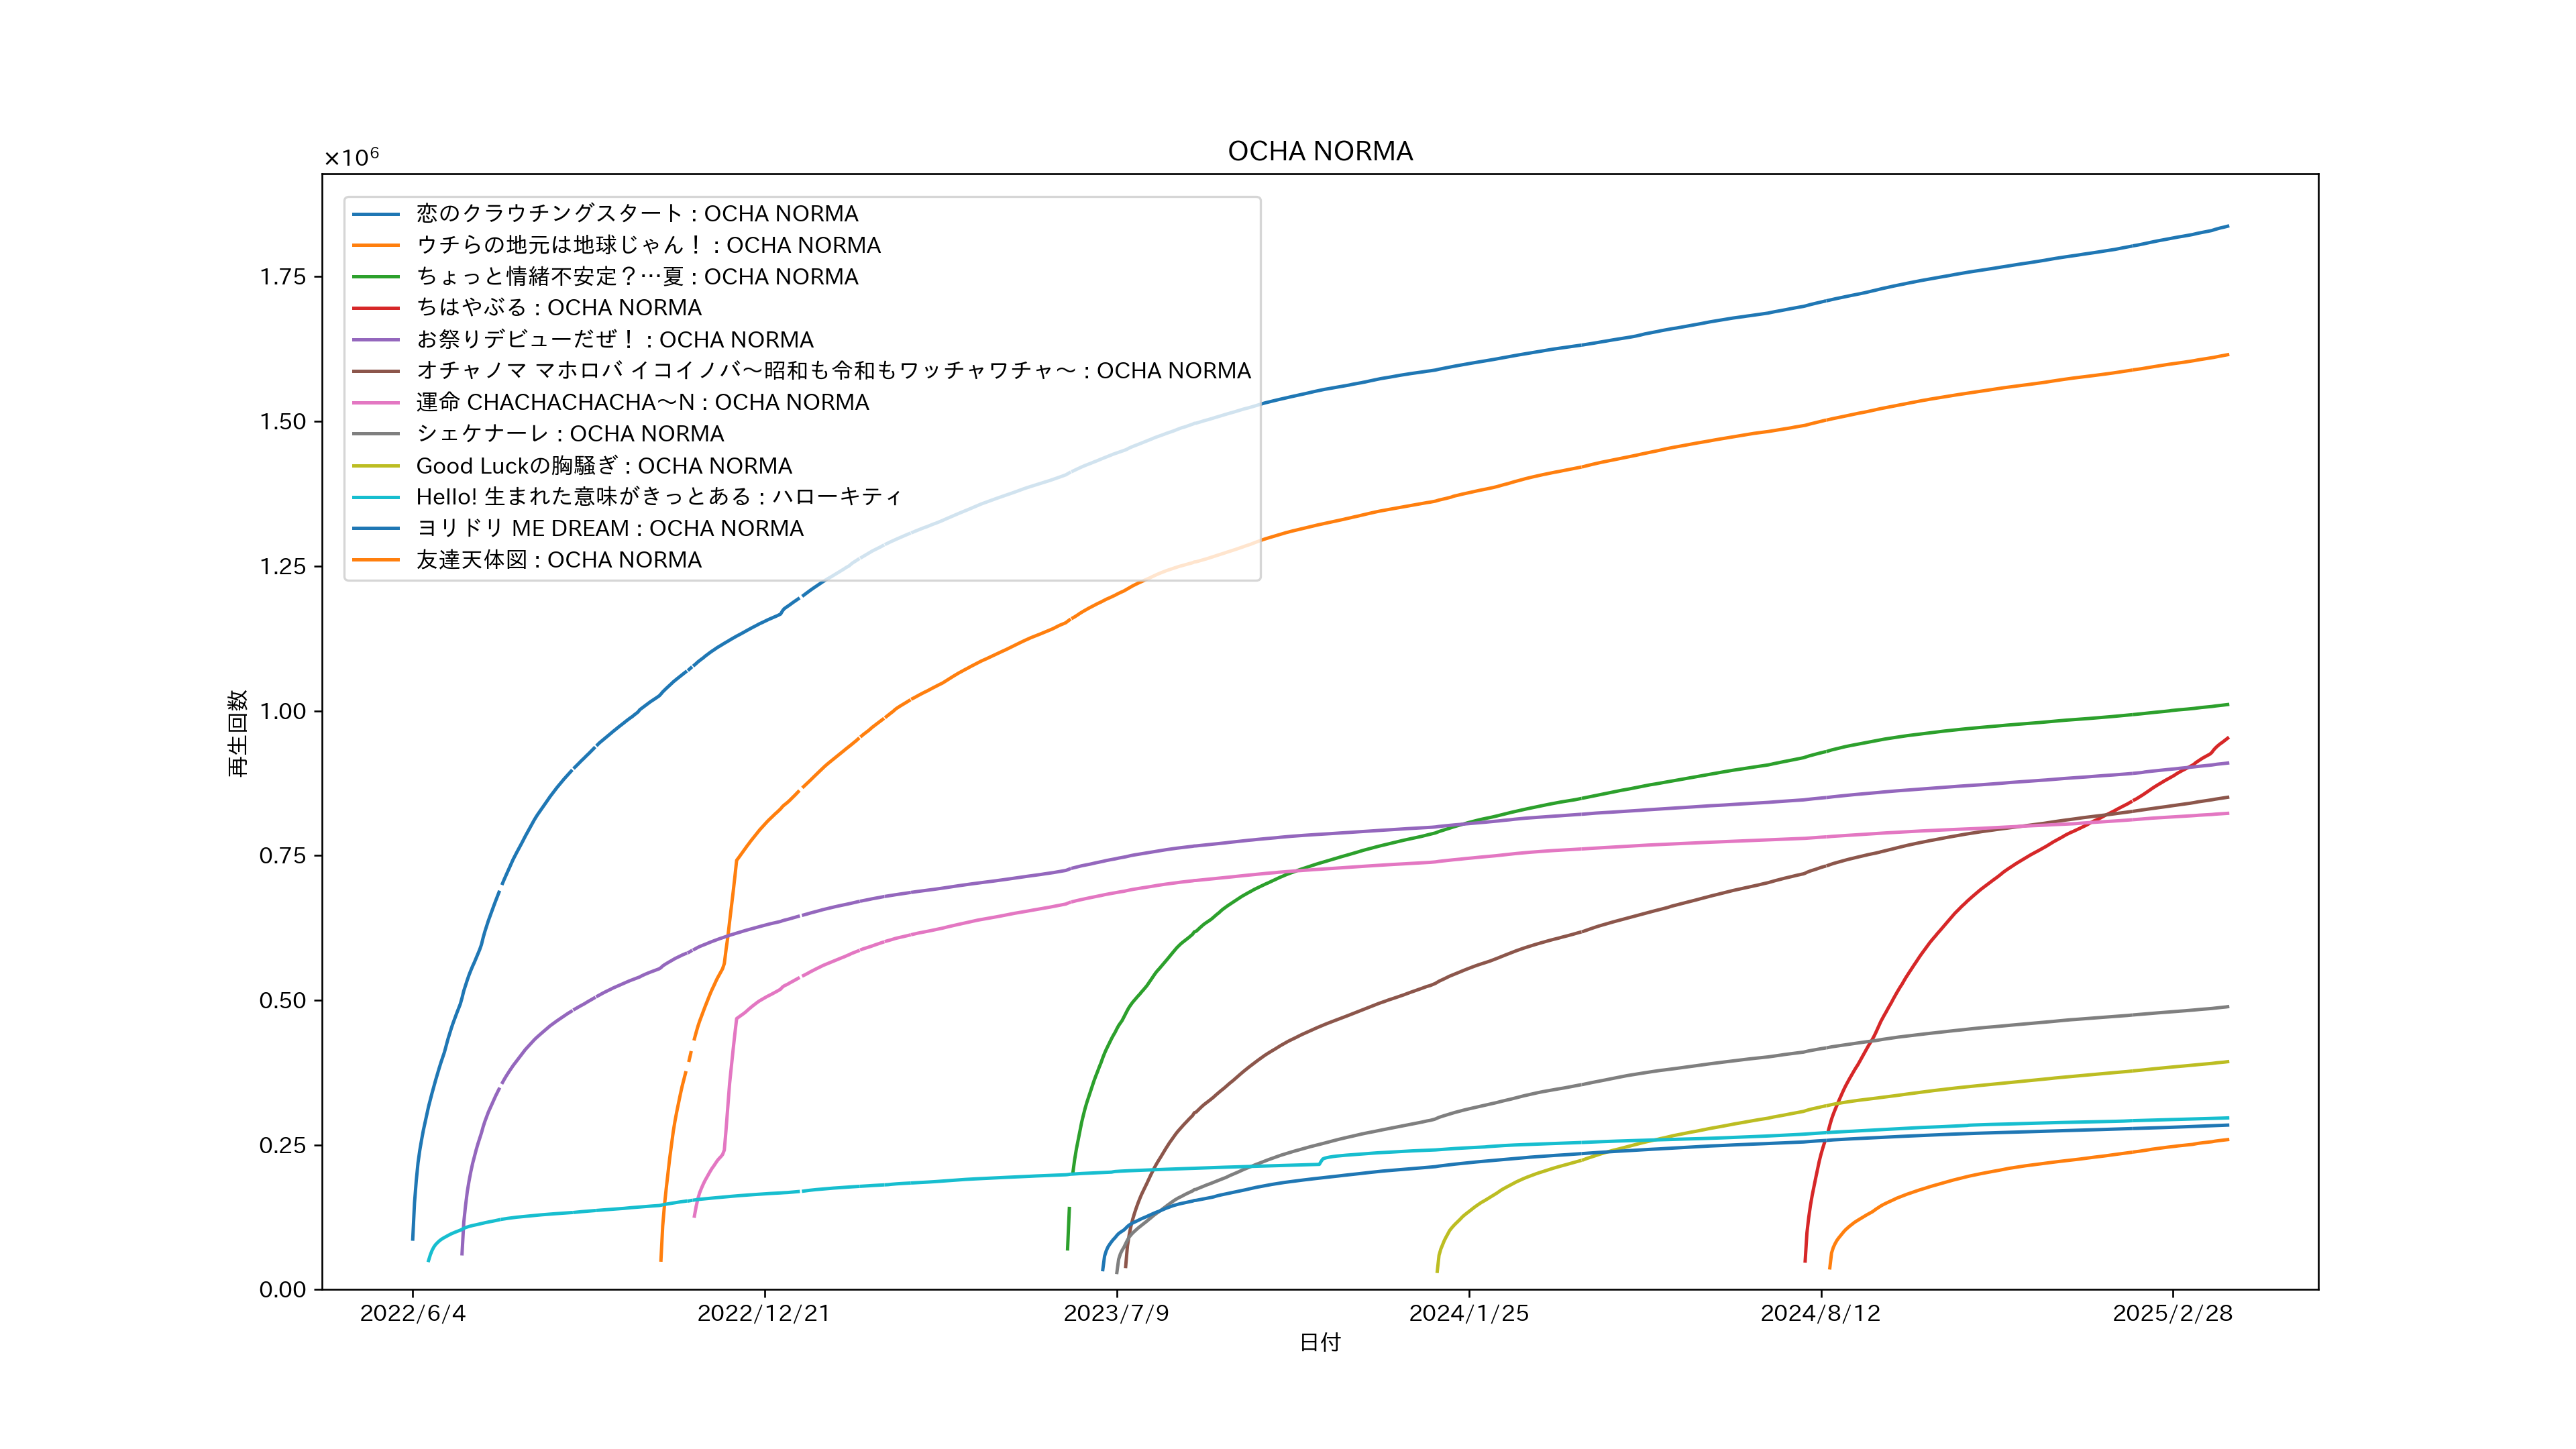 OCHA NORMA
×10⁶
恋のクラウチングスタート : OCHA NORMA
ウチらの地元は地球じゃん！ : OCHA NORMA
ちょっと情緒不安定？…夏 : OCHA NORMA
ちはやぶる : OCHA NORMA
お祭りデビューだぜ！ : OCHA NORMA
オチャノマ マホロバ イコイノバ〜昭和も令和もワッチャワチャ〜 : OCHA NORMA
運命 CHACHACHACHA〜N : OCHA NORMA
シェケナーレ : OCHA NORMA
Good Luckの胸騒ぎ : OCHA NORMA
Hello! 生まれた意味がきっとある : ハローキティ
ヨリドリ ME DREAM : OCHA NORMA
友達天体図 : OCHA NORMA
1.75
1.50
1.25
1.00
0.75
0.50
0.25
0.00
再生回数
2022/6/4
2022/12/21
2023/7/9
2024/1/25
2024/8/12
2025/2/28
日付